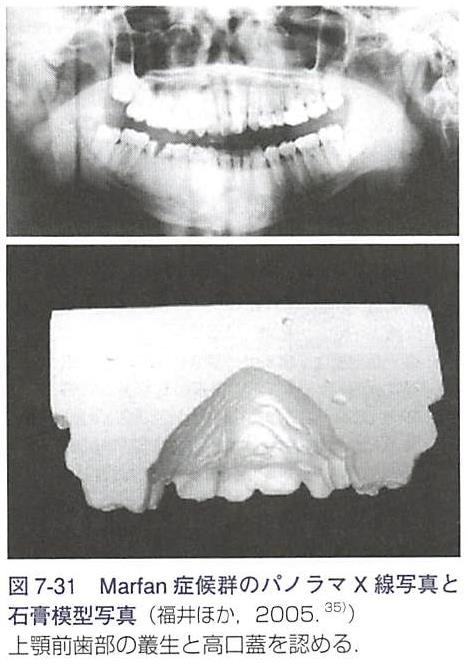 図 7-31　Marfan 症候群のパノラマ X 線写真と
石膏模型写真（福井ほか，2005.³⁵⁾）
上顎前歯部の叢生と高口蓋を認める．